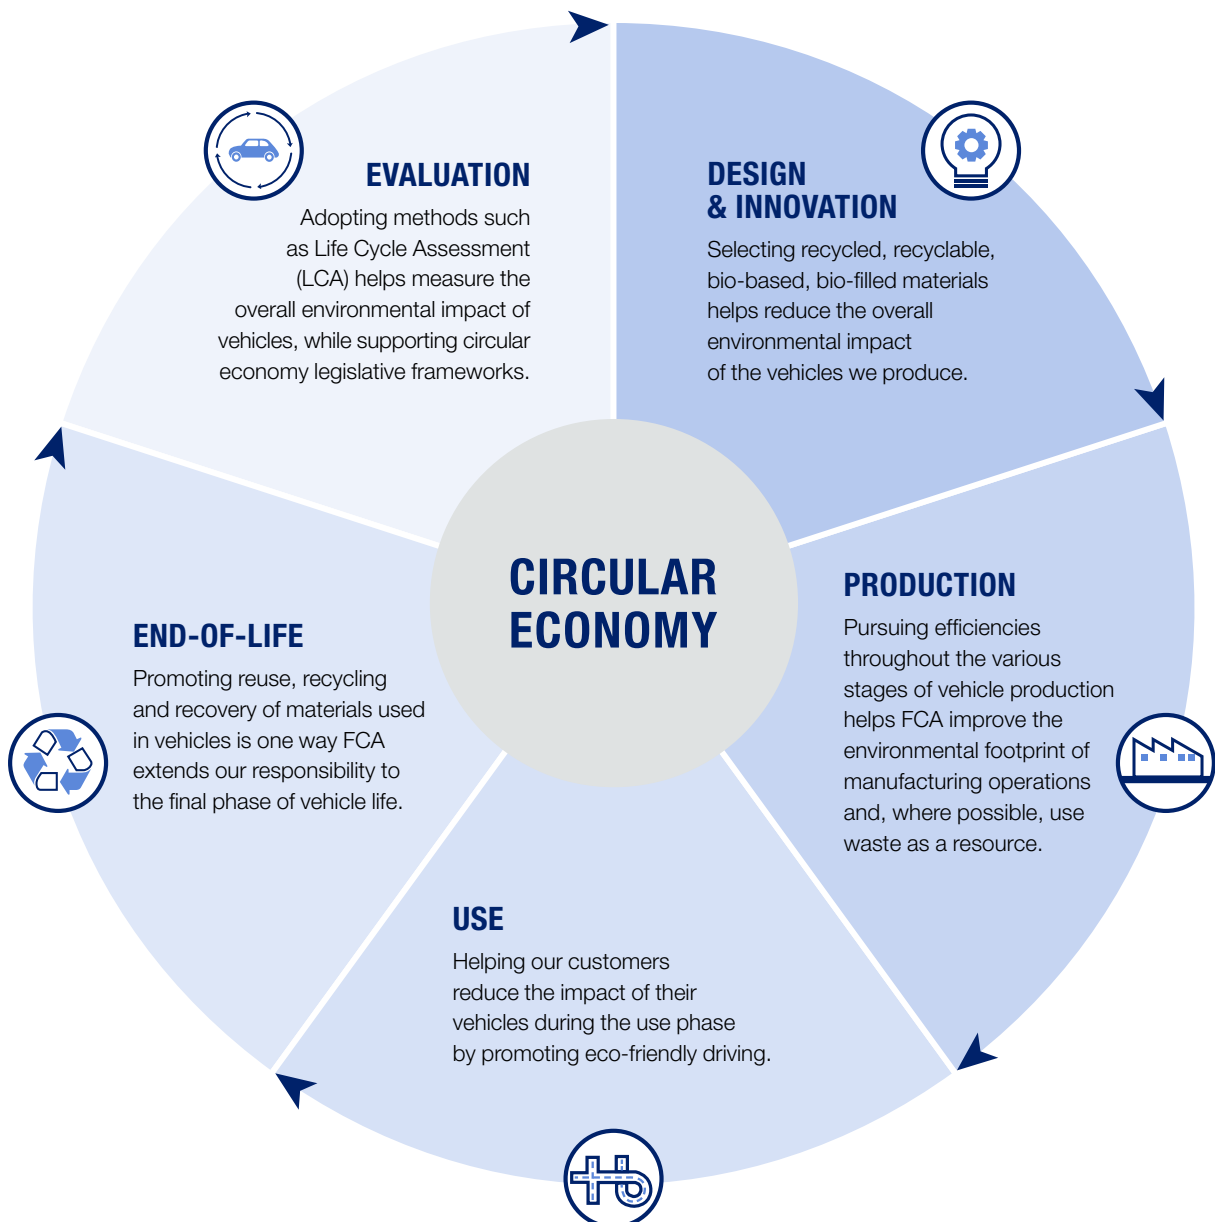 EVALUATION
Adopting methods such
as Life Cycle Assessment
(LCA) helps measure the
overall environmental impact of
vehicles, while supporting circular
economy legislative frameworks.
DESIGN
& INNOVATION
Selecting recycled, recyclable,
bio-based, bio-filled materials
helps reduce the overall
environmental impact
of the vehicles we produce.
CIRCULAR
ECONOMY
PRODUCTION
Pursuing efficiencies
throughout the various
stages of vehicle production
helps FCA improve the
environmental footprint of
manufacturing operations
and, where possible, use
waste as a resource.
END-OF-LIFE
Promoting reuse, recycling
and recovery of materials used
in vehicles is one way FCA
extends our responsibility to
the final phase of vehicle life.
USE
Helping our customers
reduce the impact of their
vehicles during the use phase
by promoting eco-friendly driving.